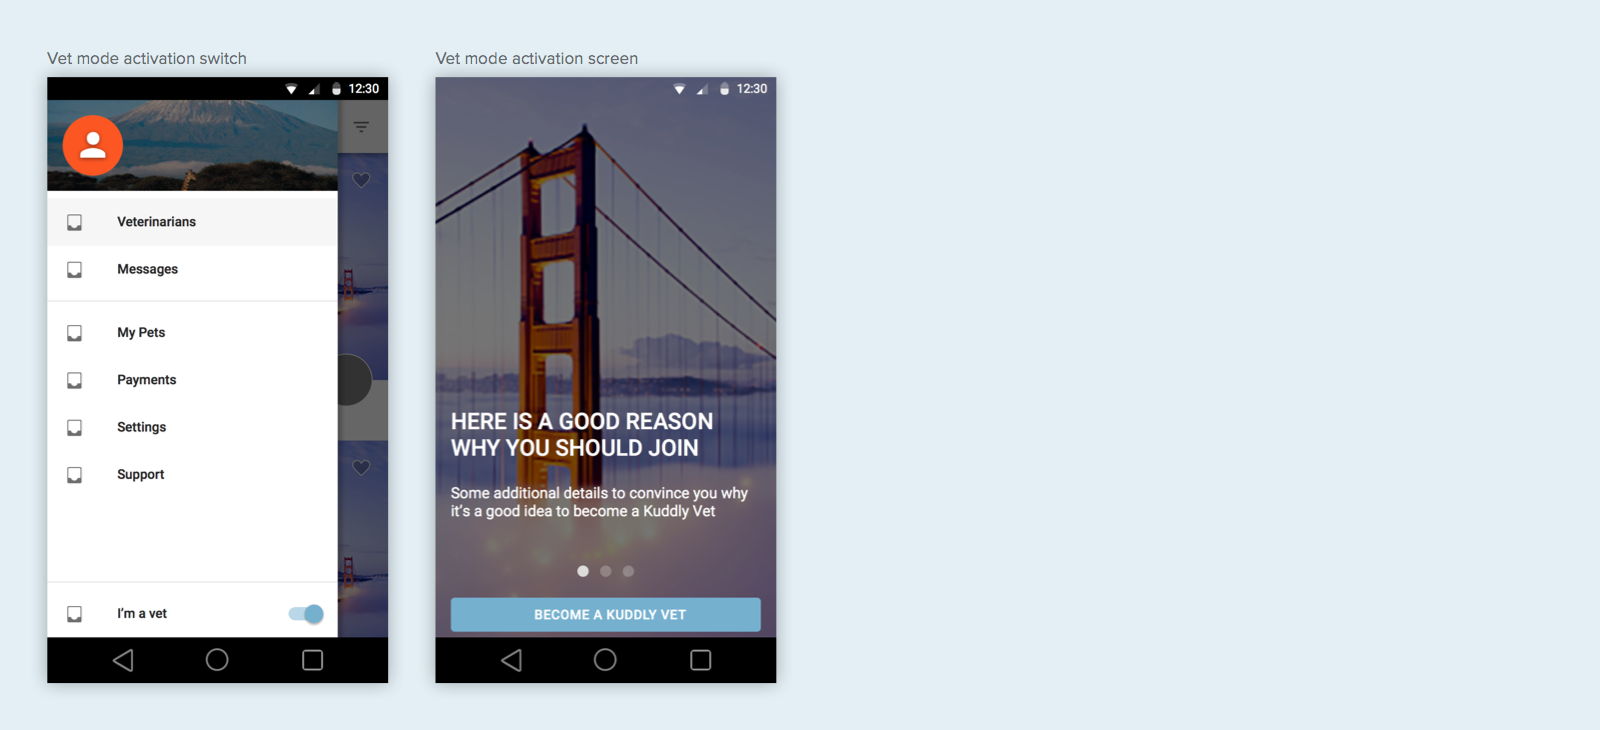 Vet mode activation switch
12:30
Veterinarians
Messages
My Pets
Payments
Settings
Support
I'm a vet
Vet mode activation screen
12:30
HERE IS A GOOD REASON
WHY YOU SHOULD JOIN
Some additional details to convince you why
it's a good idea to become a Kuddly Vet
BECOME A KUDDLY VET